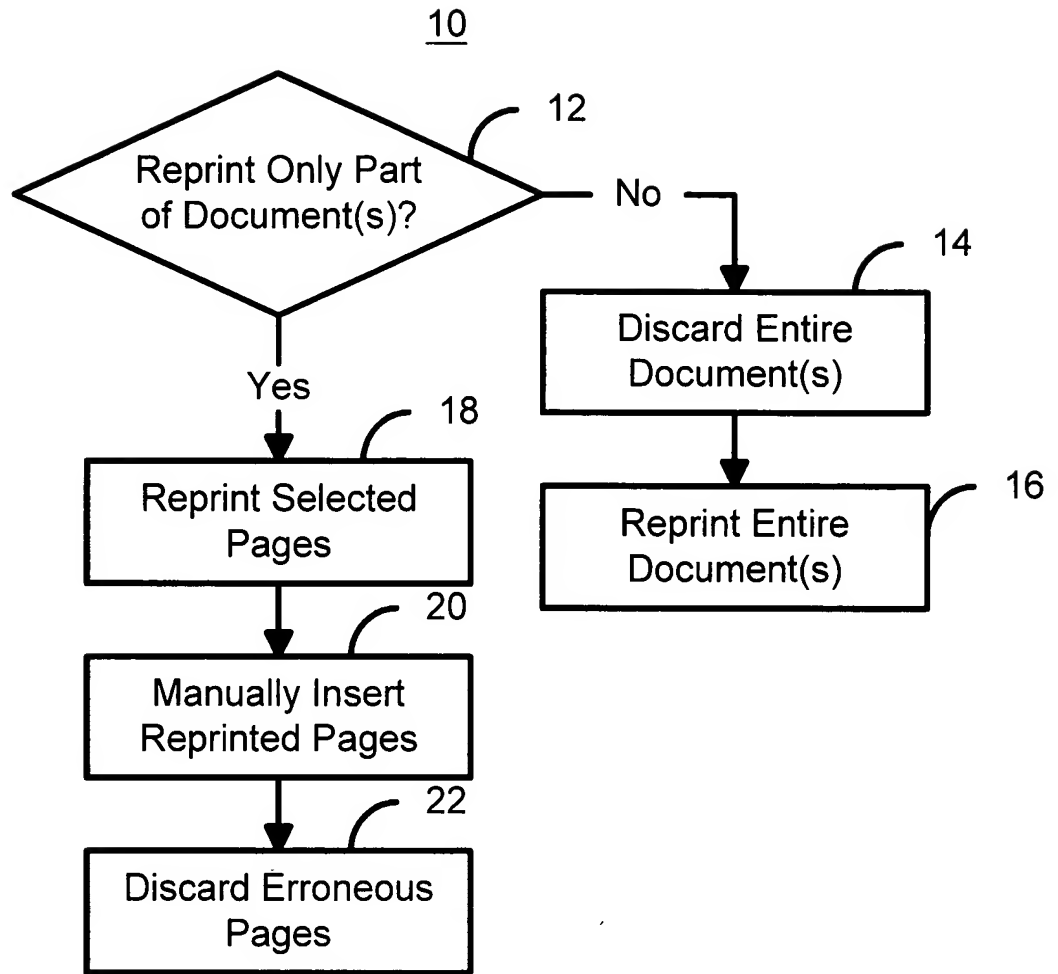 10
12
Reprint Only Part
of Document(s)?
No
14
Discard Entire
Document(s)
Yes
18
Reprint Selected
Pages
16
Reprint Entire
Document(s)
20
Manually Insert
Reprinted Pages
22
Discard Erroneous
Pages